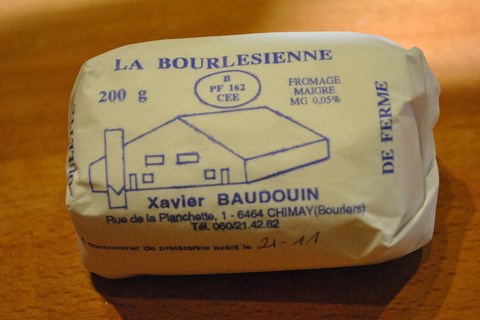 LA BOURLESIENNE
200 g
B
PF 162
CEE
FROMAGE
MAIGRE
MG 0,05%
DE FERME
Xavier BAUDOUIN
Rue de la Planchette, 1 - 6464 CHIMAY (Bourlers)
Tél. 060/21.42.82
consommer de préférence avant le 21-11